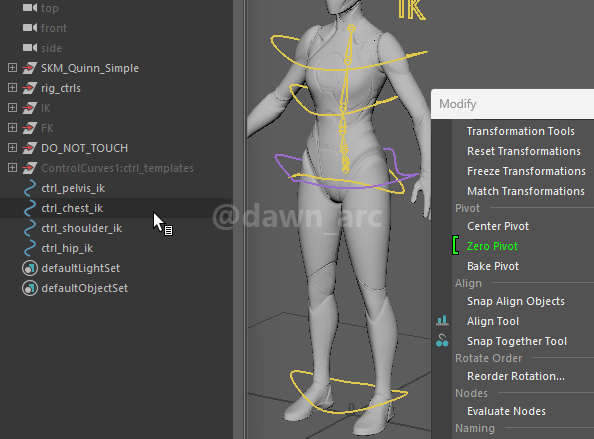 top
front
side
SKM_Quinn_Simple
rig_ctrls
IK
FK
DO_NOT_TOUCH
ControlCurves1:ctrl_templates
ctrl_pelvis_ik
ctrl_chest_ik
ctrl_shoulder_ik
ctrl_hip_ik
defaultLightSet
defaultObjectSet
IK
@dawn_arc
Modify
Transformation Tools
Reset Transformations
Freeze Transformations
Match Transformations
Pivot
Center Pivot
Zero Pivot
Bake Pivot
Align
Snap Align Objects
Align Tool
Snap Together Tool
Rotate Order
Reorder Rotation...
Nodes
Evaluate Nodes
Naming